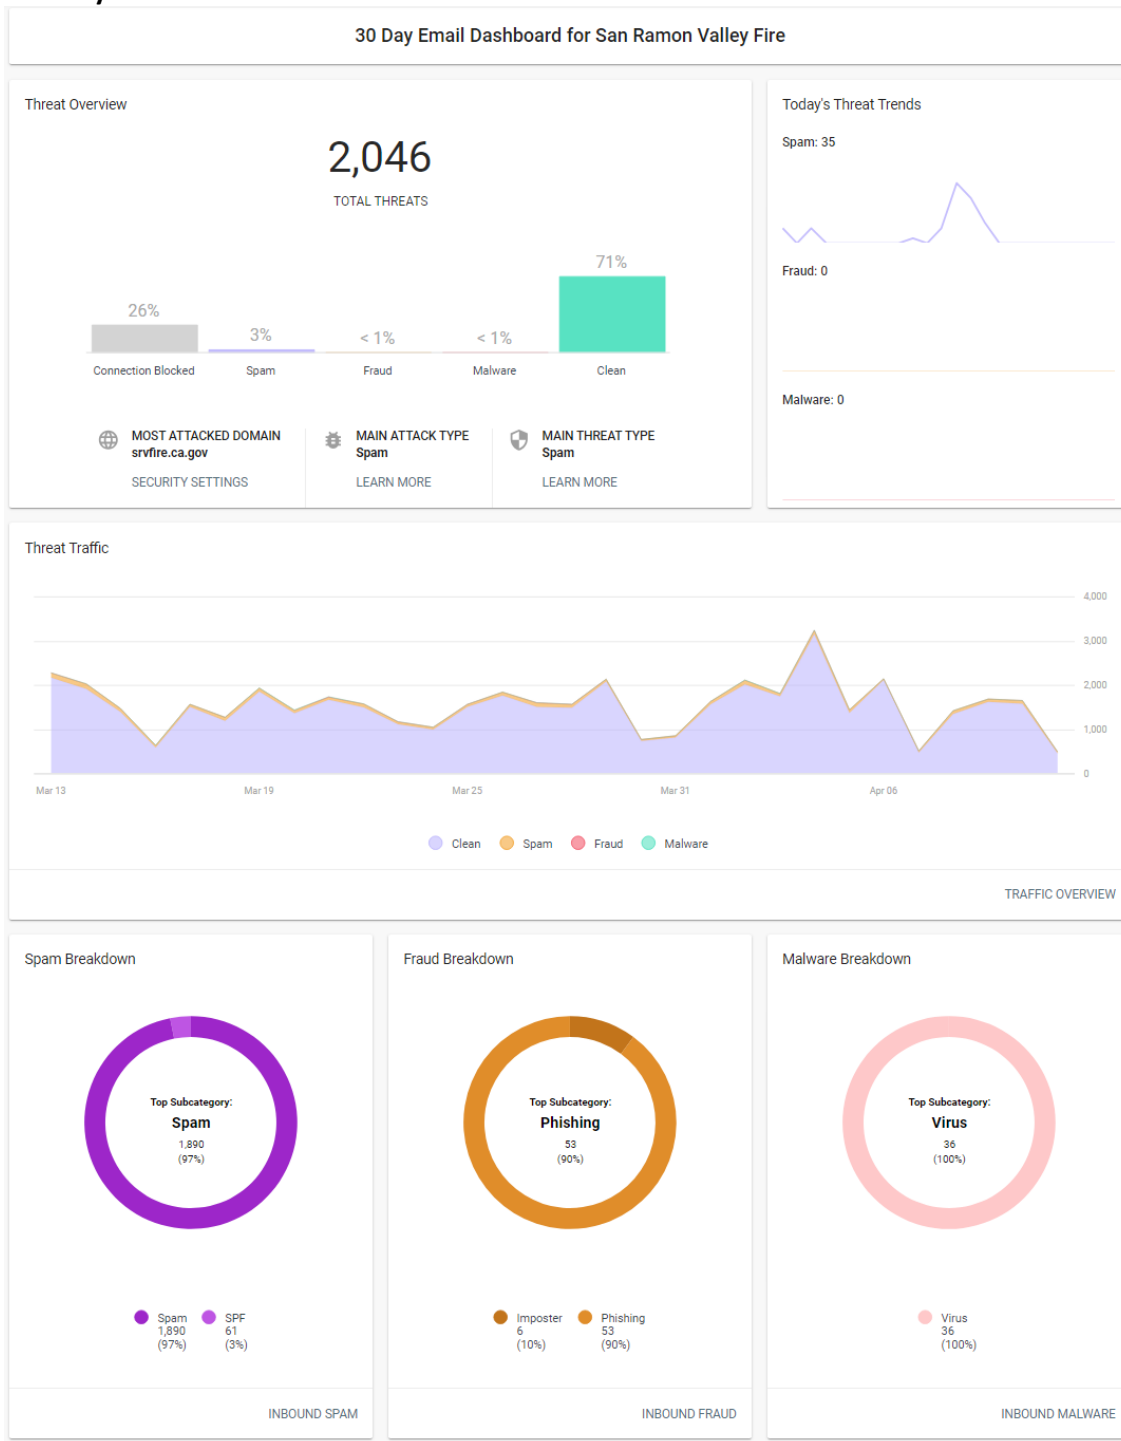 30 Day Email Dashboard for San Ramon Valley Fire
Threat Overview
2,046
TOTAL THREATS
26%
3%
< 1%
< 1%
71%
Connection Blocked
Spam
Fraud
Malware
Clean
MOST ATTACKED DOMAIN
srvfire.ca.gov
SECURITY SETTINGS
MAIN ATTACK TYPE
Spam
LEARN MORE
MAIN THREAT TYPE
Spam
LEARN MORE
Today's Threat Trends
Spam: 35
Fraud: 0
Malware: 0
Threat Traffic
4,000
3,000
2,000
1,000
0
Mar 13
Mar 19
Mar 25
Mar 31
Apr 06
Clean
Spam
Fraud
Malware
TRAFFIC OVERVIEW
Spam Breakdown
Top Subcategory:
Spam
1,890
(97%)
Spam
1,890
(97%)
SPF
61
(3%)
INBOUND SPAM
Fraud Breakdown
Top Subcategory:
Phishing
53
(90%)
Imposter
6
(10%)
Phishing
53
(90%)
INBOUND FRAUD
Malware Breakdown
Top Subcategory:
Virus
36
(100%)
Virus
36
(100%)
INBOUND MALWARE